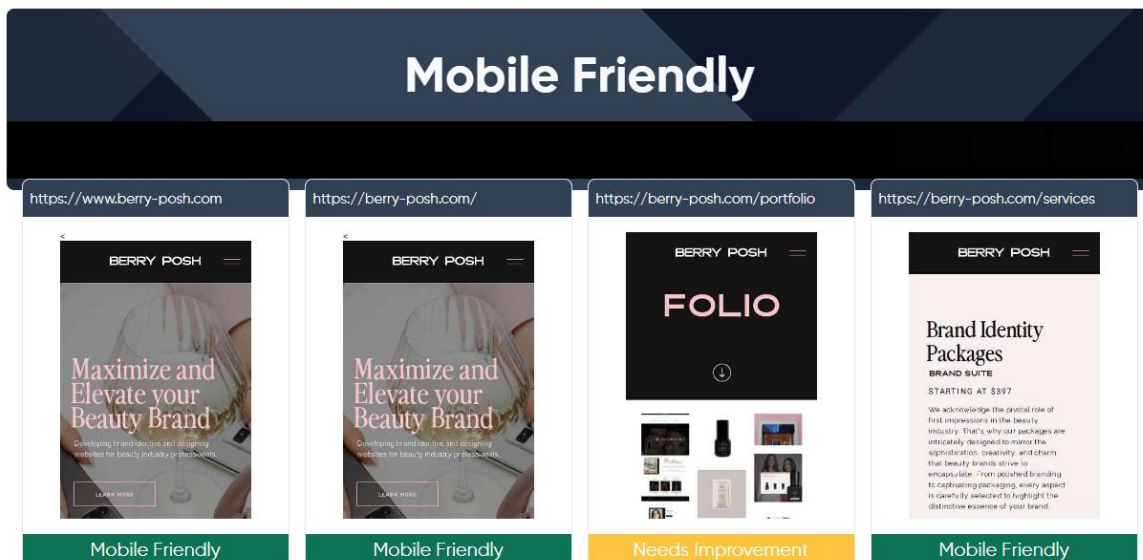 Mobile Friendly
https://www.berry-posh.com
<
BERRY POSH
Maximize and
Elevate your
Beauty Brand
Developing brand identities and designing
websites for beauty industry professionals.
LEARN MORE
Mobile Friendly
https://berry-posh.com/
<
BERRY POSH
Maximize and
Elevate your
Beauty Brand
Developing brand identities and designing
websites for beauty industry professionals.
LEARN MORE
Mobile Friendly
https://berry-posh.com/portfolio
BERRY POSH
FOLIO
Needs Improvement
https://berry-posh.com/services
BERRY POSH
Brand Identity
Packages
BRAND SUITE
STARTING AT $397
We acknowledge the pivotal role of
first impressions in the beauty
industry. That's why our packages are
intricately designed to mirror the
sophistication, creativity, and charm
that beauty brands strive to
encapsulate. From polished branding
to captivating packaging, every aspect
is carefully selected to highlight the
distinctive essence of your brand.
Mobile Friendly